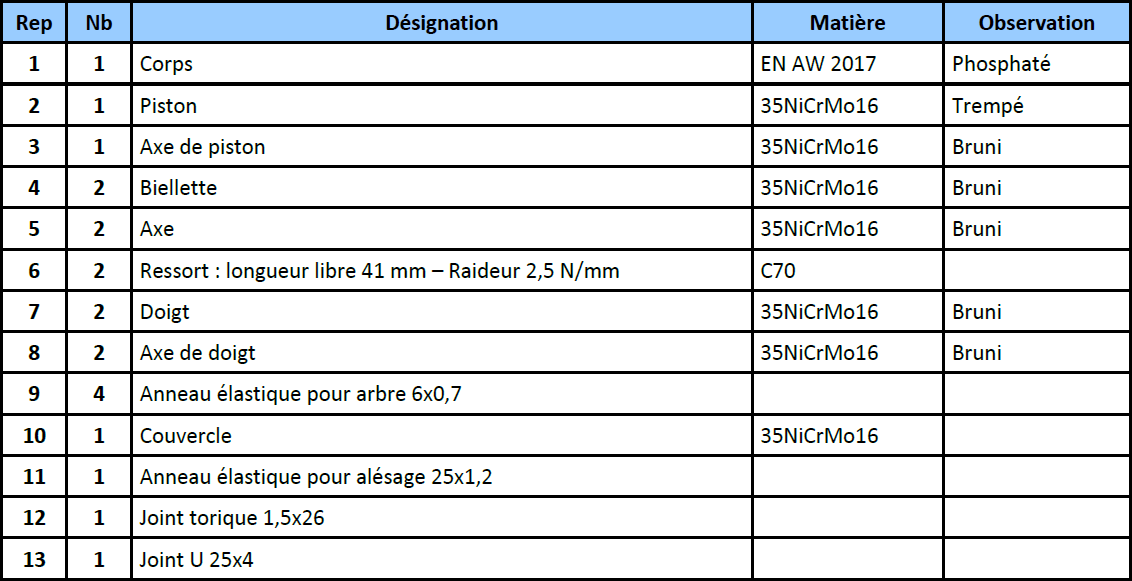 Rep Nb Désignation Matière Observation
1 1 Corps EN AW 2017 Phosphaté
2 1 Piston 35NiCrMo16 Trempé
3 1 Axe de piston 35NiCrMo16 Bruni
4 2 Biellette 35NiCrMo16 Bruni
5 2 Axe 35NiCrMo16 Bruni
6 2 Ressort : longueur libre 41 mm – Raideur 2,5 N/mm C70
7 2 Doigt 35NiCrMo16 Bruni
8 2 Axe de doigt 35NiCrMo16 Bruni
9 4 Anneau élastique pour arbre 6x0,7
10 1 Couvercle 35NiCrMo16
11 1 Anneau élastique pour alésage 25x1,2
12 1 Joint torique 1,5x26
13 1 Joint U 25x4